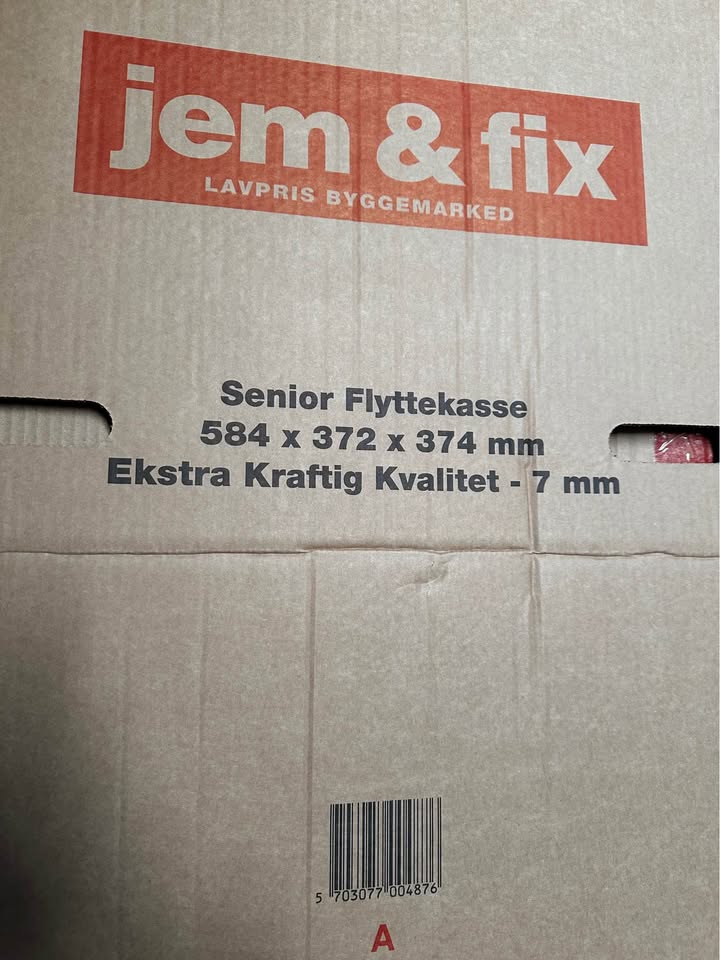 jem & fix
LAVPRIS BYGGEMARKED
Senior Flyttekasse
584 x 372 x 374 mm
Ekstra Kraftig Kvalitet - 7 mm
5 703077 004876
A